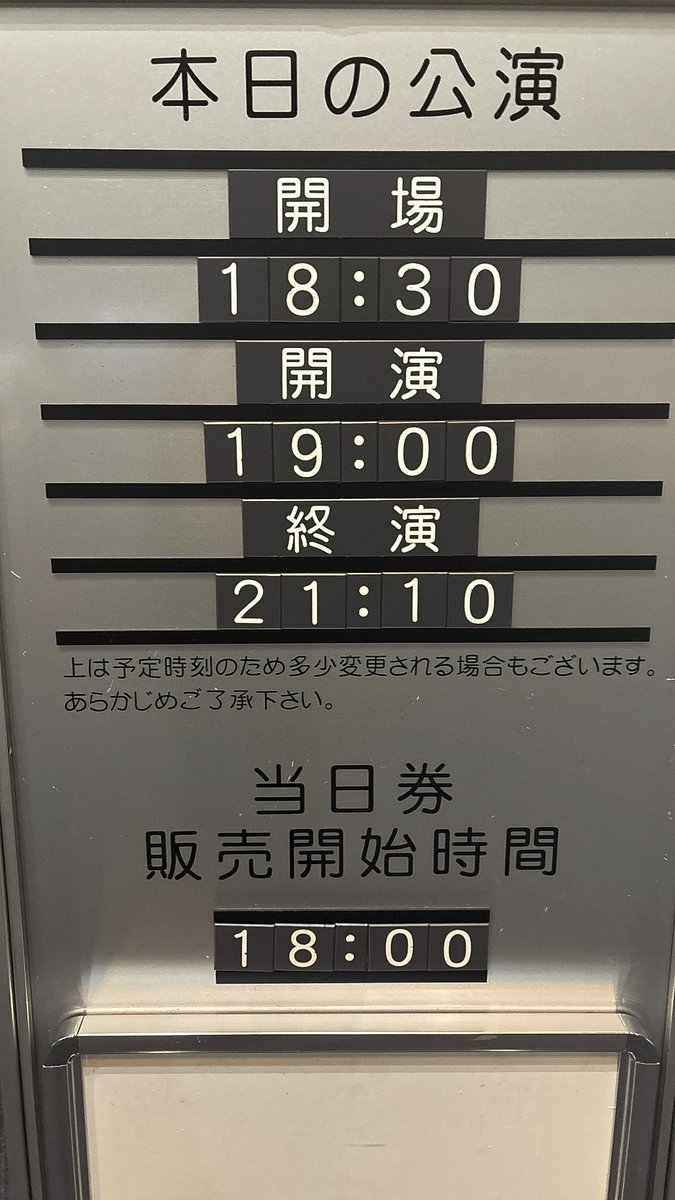 本日の公演
開場
18:30
開演
19:00
終演
21:10
上は予定時刻のため多少変更される場合もございます。
あらかじめご了承下さい。
当日券
販売開始時間
18:00